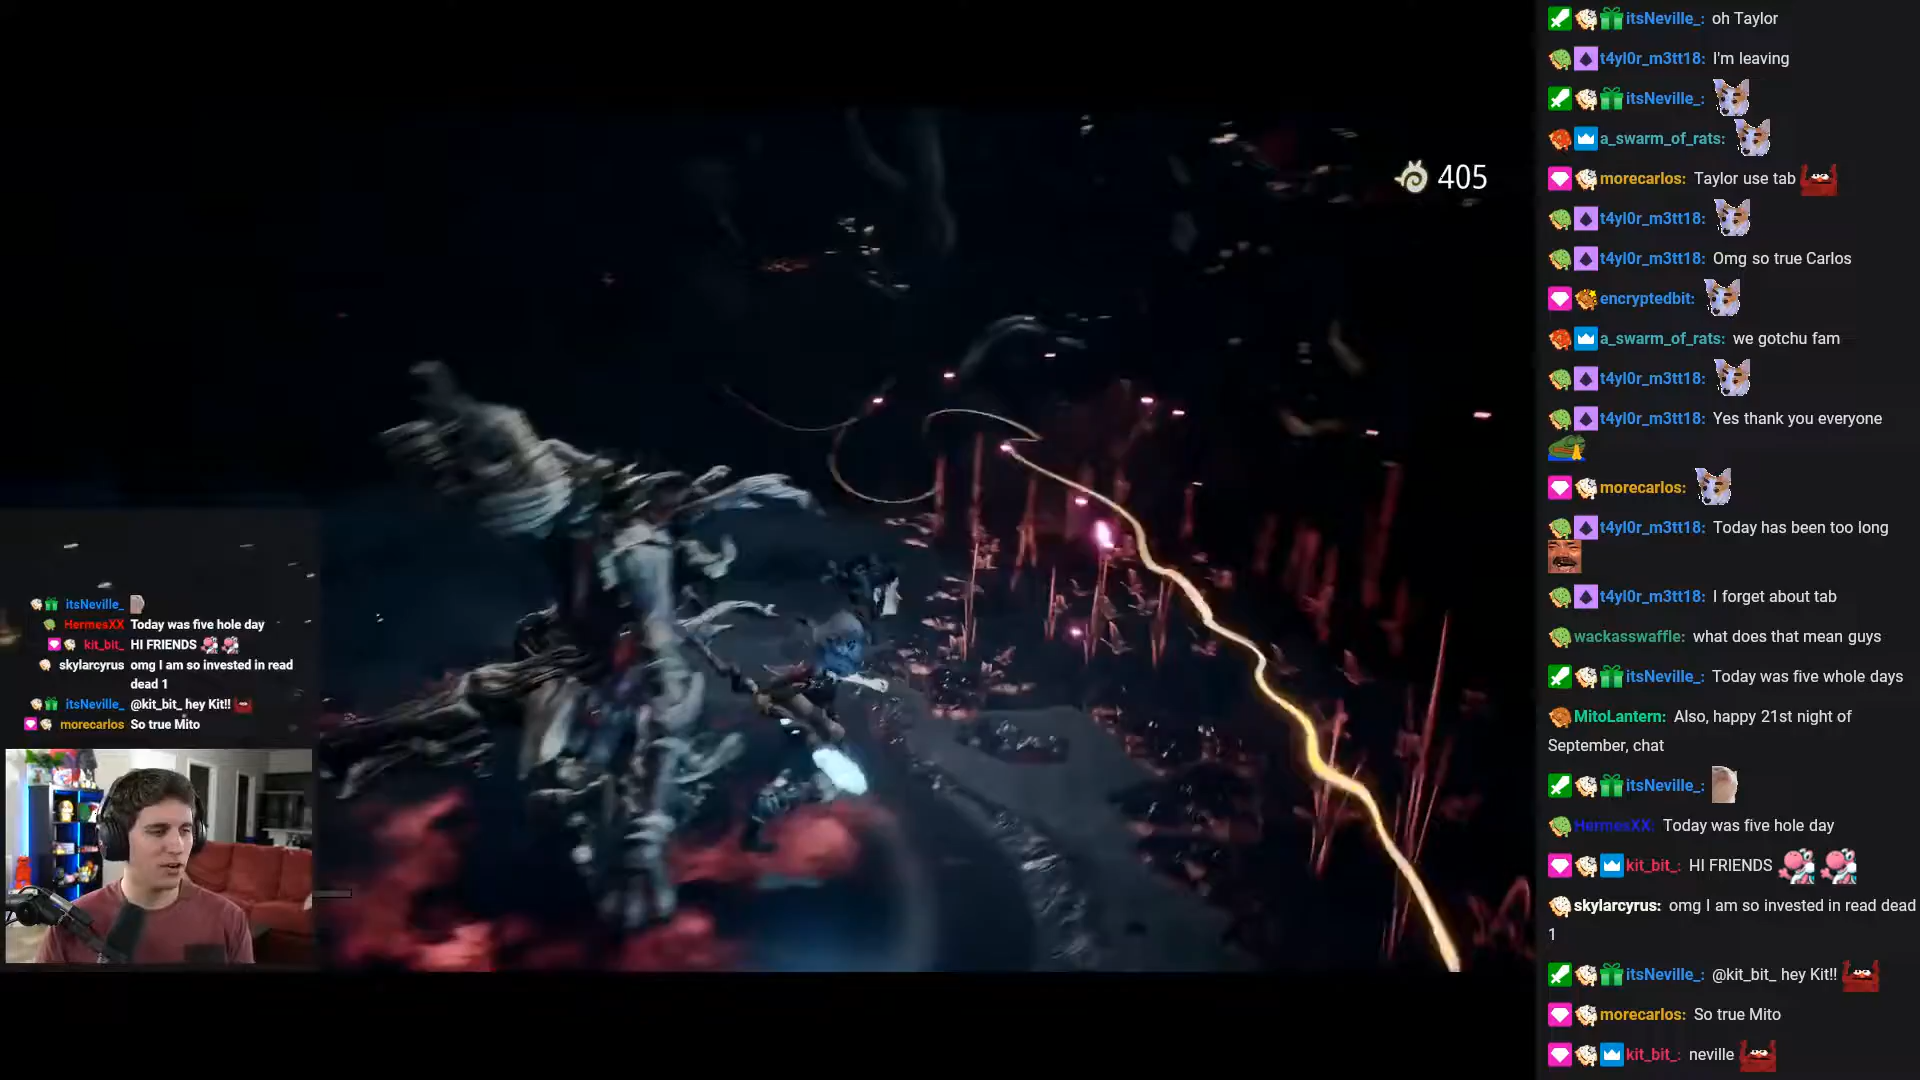 405
itsNeville_
HermesXX Today was five hole day
kit_bit_ HI FRIENDS
skylarcyrus omg I am so invested in read
dead 1
itsNeville_ @kit_bit_ hey Kit!!
morecarlos So true Mito
itsNeville_: oh Taylor
t4yl0r_m3tt18: I'm leaving
itsNeville_:
a_swarm_of_rats:
morecarlos: Taylor use tab
t4yl0r_m3tt18:
t4yl0r_m3tt18: Omg so true Carlos
encryptedbit:
a_swarm_of_rats: we gotchu fam
t4yl0r_m3tt18:
t4yl0r_m3tt18: Yes thank you everyone
morecarlos:
t4yl0r_m3tt18: Today has been too long
t4yl0r_m3tt18: I forget about tab
wackasswaffle: what does that mean guys
itsNeville_: Today was five whole days
MitoLantern: Also, happy 21st night of
September, chat
itsNeville_:
HermesXX: Today was five hole day
kit_bit_: HI FRIENDS
skylarcyrus: omg I am so invested in read dead
1
itsNeville_: @kit_bit_ hey Kit!!
morecarlos: So true Mito
kit_bit_: neville